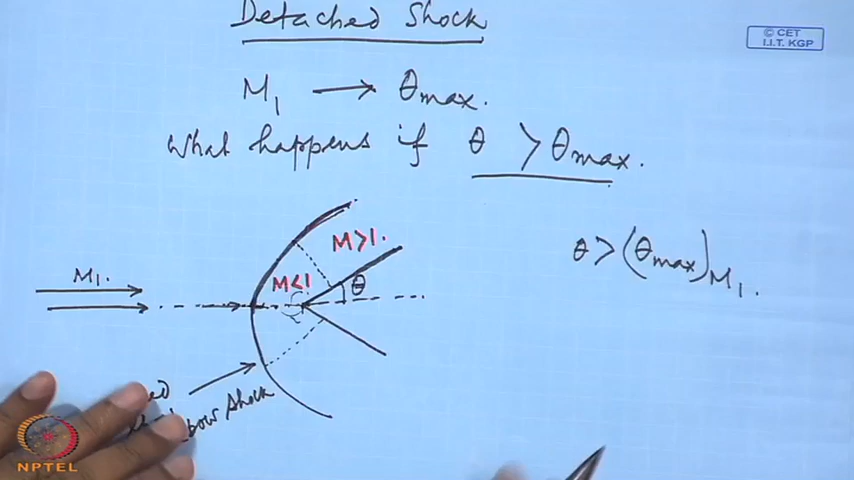 Detached Shock
© CET
I.I.T. KGP
M₁ → θmax.
what happens if θ > θmax.
M>1.
M<1
θ
M₁.
θ > (θmax)M₁.
bow shock
NPTEL